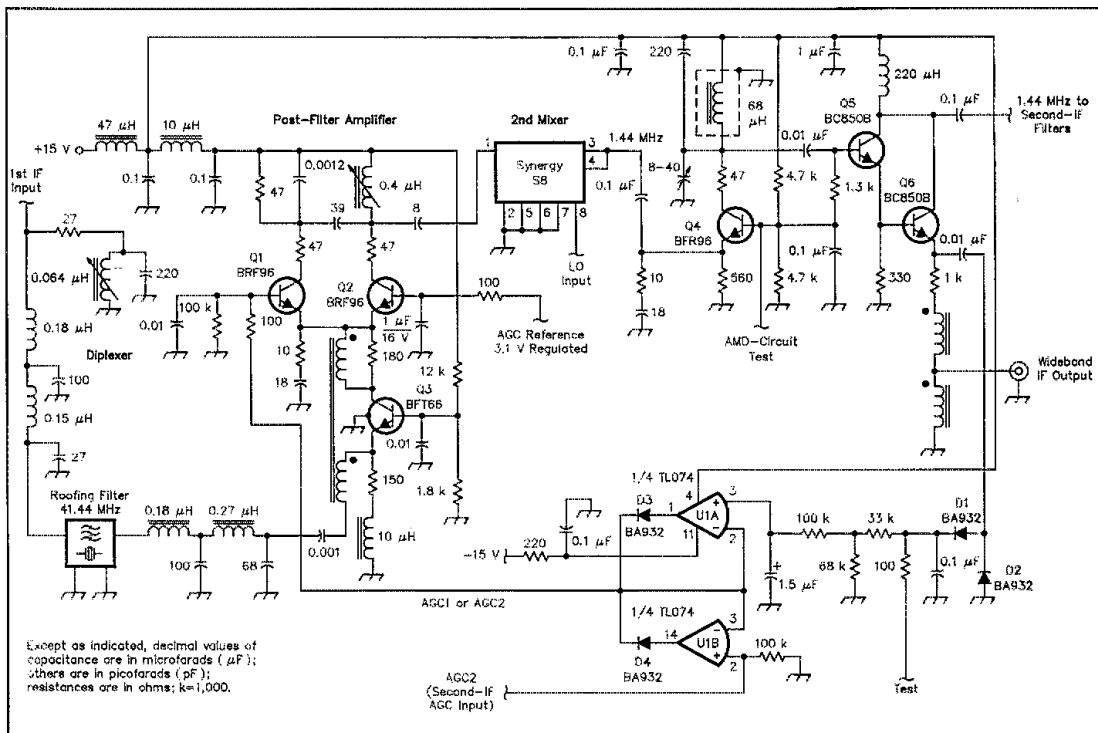 0.1 µF
220
1 µF
Q5
BC850B
220 µH
0.1 µF
1.44 MHz to
Second-IF
Filters
47 µH
10 µH
+15 V
0.1
0.1
Post-Filter Amplifier
47
0.0012
0.4 µH
39
8
2nd Mixer
1
Synergy
S8
3
4
2
5
6
7
8
LO
Input
1.44 MHz
0.1 µF
68
µH
8-40
0.01 µF
47
4.7 k
1.3 k
Q6
BC850B
Q4
BFR96
0.1 µF
0.01 µF
10
18
560
4.7 k
330
1 k
AMD-Circuit
Test
Wideband
IF Output
1st IF
Input
27
0.064 µH
220
0.18 µH
Diplexer
100
0.15 µH
27
Roofing Filter
41.44 MHz
0.18 µH
0.27 µH
100
68
0.001
Q1
BRF96
47
47
Q2
BRF96
100 k
0.01
100
10
18
1 µF
16 V
180
100
AGC Reference
3.1 V Regulated
12 k
Q3
BFT66
0.01
150
1.8 k
10 µH
-15 V
220
0.1 µF
1/4 TL074
D3
BA932
1
4
11
U1A
+
-
3
2
100 k
33 k
68 k
100
D1
BA932
0.1 µF
D2
BA932
+
1.5 µF
AGC1 or AGC2
1/4 TL074
14
U1B
-
+
3
2
100 k
D4
BA932
AGC2
(Second-IF
AGC Input)
Test
Except as indicated, decimal values of
capacitance are in microfarads ( µF );
others are in picofarads ( pF );
resistances are in ohms; k=1,000.